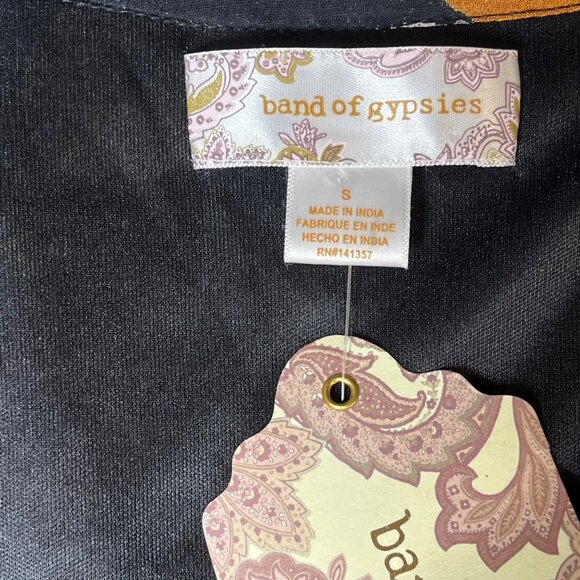 band of gypsies
S
MADE IN INDIA
FABRIQUE EN INDE
HECHO EN INDIA
RN#141357
ba